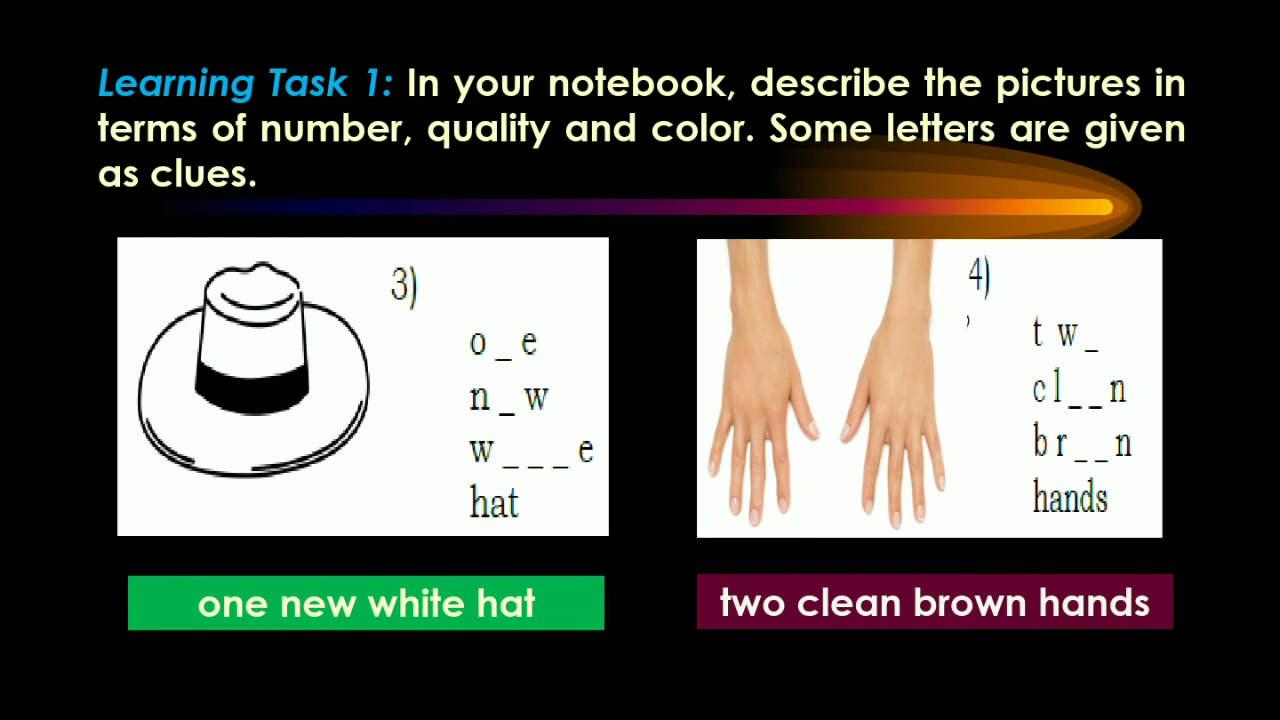 Learning Task 1: In your notebook, describe the pictures in
terms of number, quality and color. Some letters are given
as clues.
3)
o _ e
n _ w
w _ _ _ e
hat
one new white hat
4)
,
t w _
c l _ _ n
b r _ _ n
hands
two clean brown hands